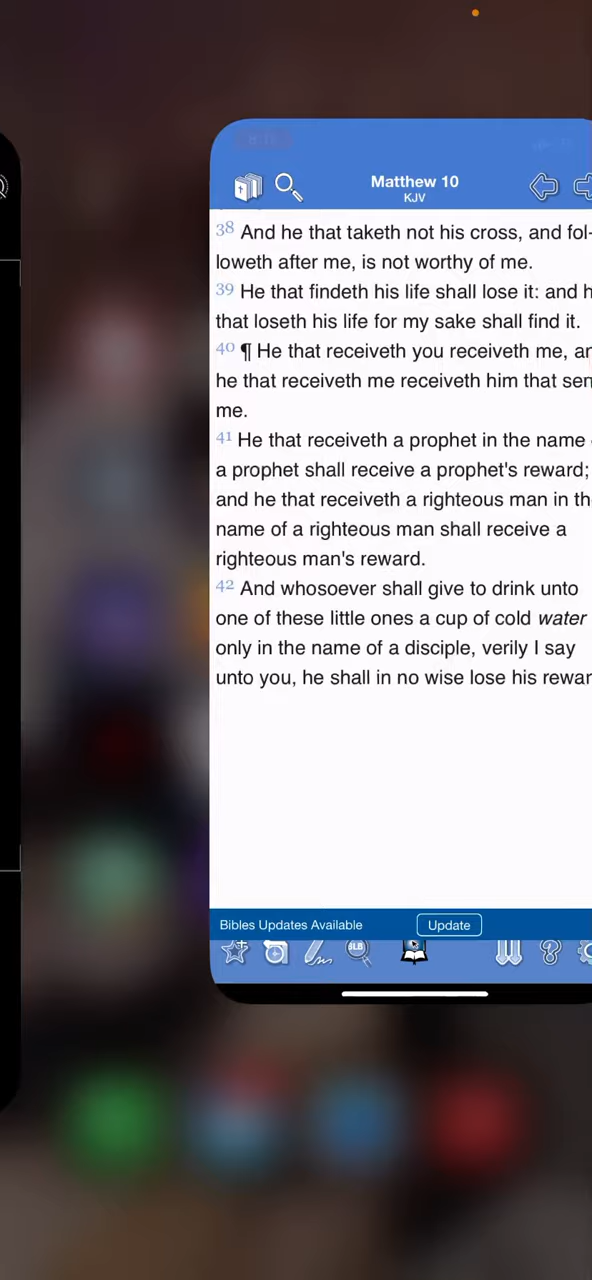 Matthew 10
KJV
38 And he that taketh not his cross, and fol-
loweth after me, is not worthy of me.
39 He that findeth his life shall lose it: and h
that loseth his life for my sake shall find it.
40 ¶ He that receiveth you receiveth me, an
he that receiveth me receiveth him that sen
me.
41 He that receiveth a prophet in the name
a prophet shall receive a prophet's reward;
and he that receiveth a righteous man in th
name of a righteous man shall receive a
righteous man's reward.
42 And whosoever shall give to drink unto
one of these little ones a cup of cold water
only in the name of a disciple, verily I say
unto you, he shall in no wise lose his rewar
Bibles Updates Available
Update
BLB